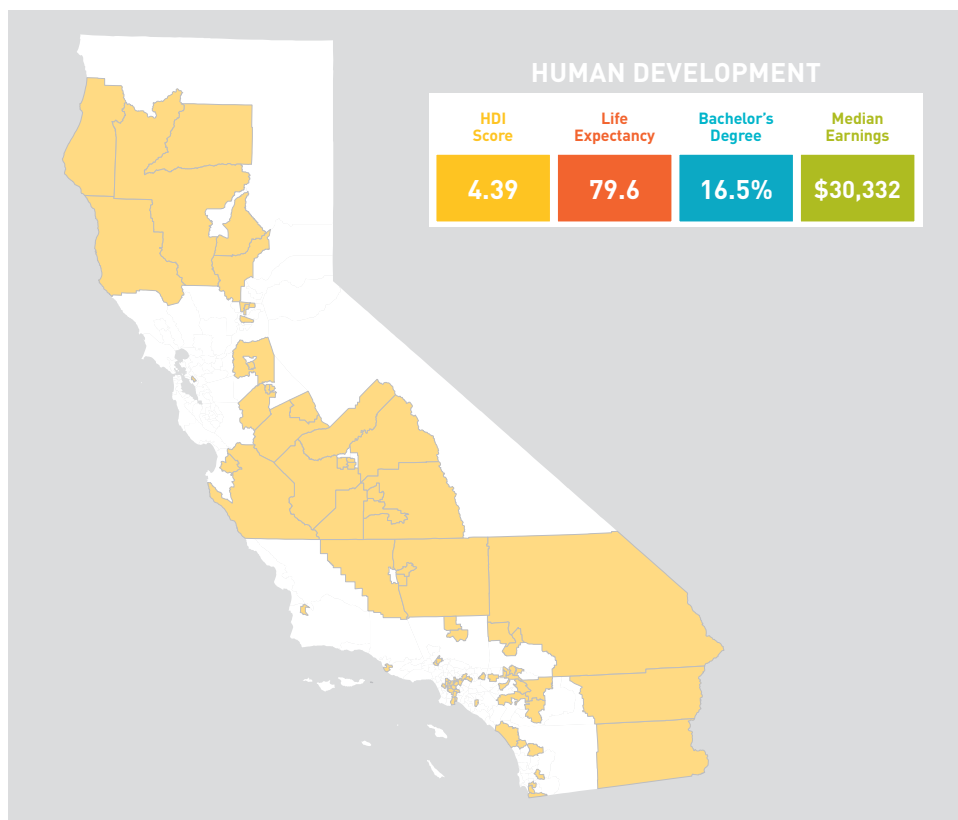 HUMAN DEVELOPMENT
HDI
Score
Life
Expectancy
Bachelor’s
Degree
Median
Earnings
4.39
79.6
16.5%
$30,332